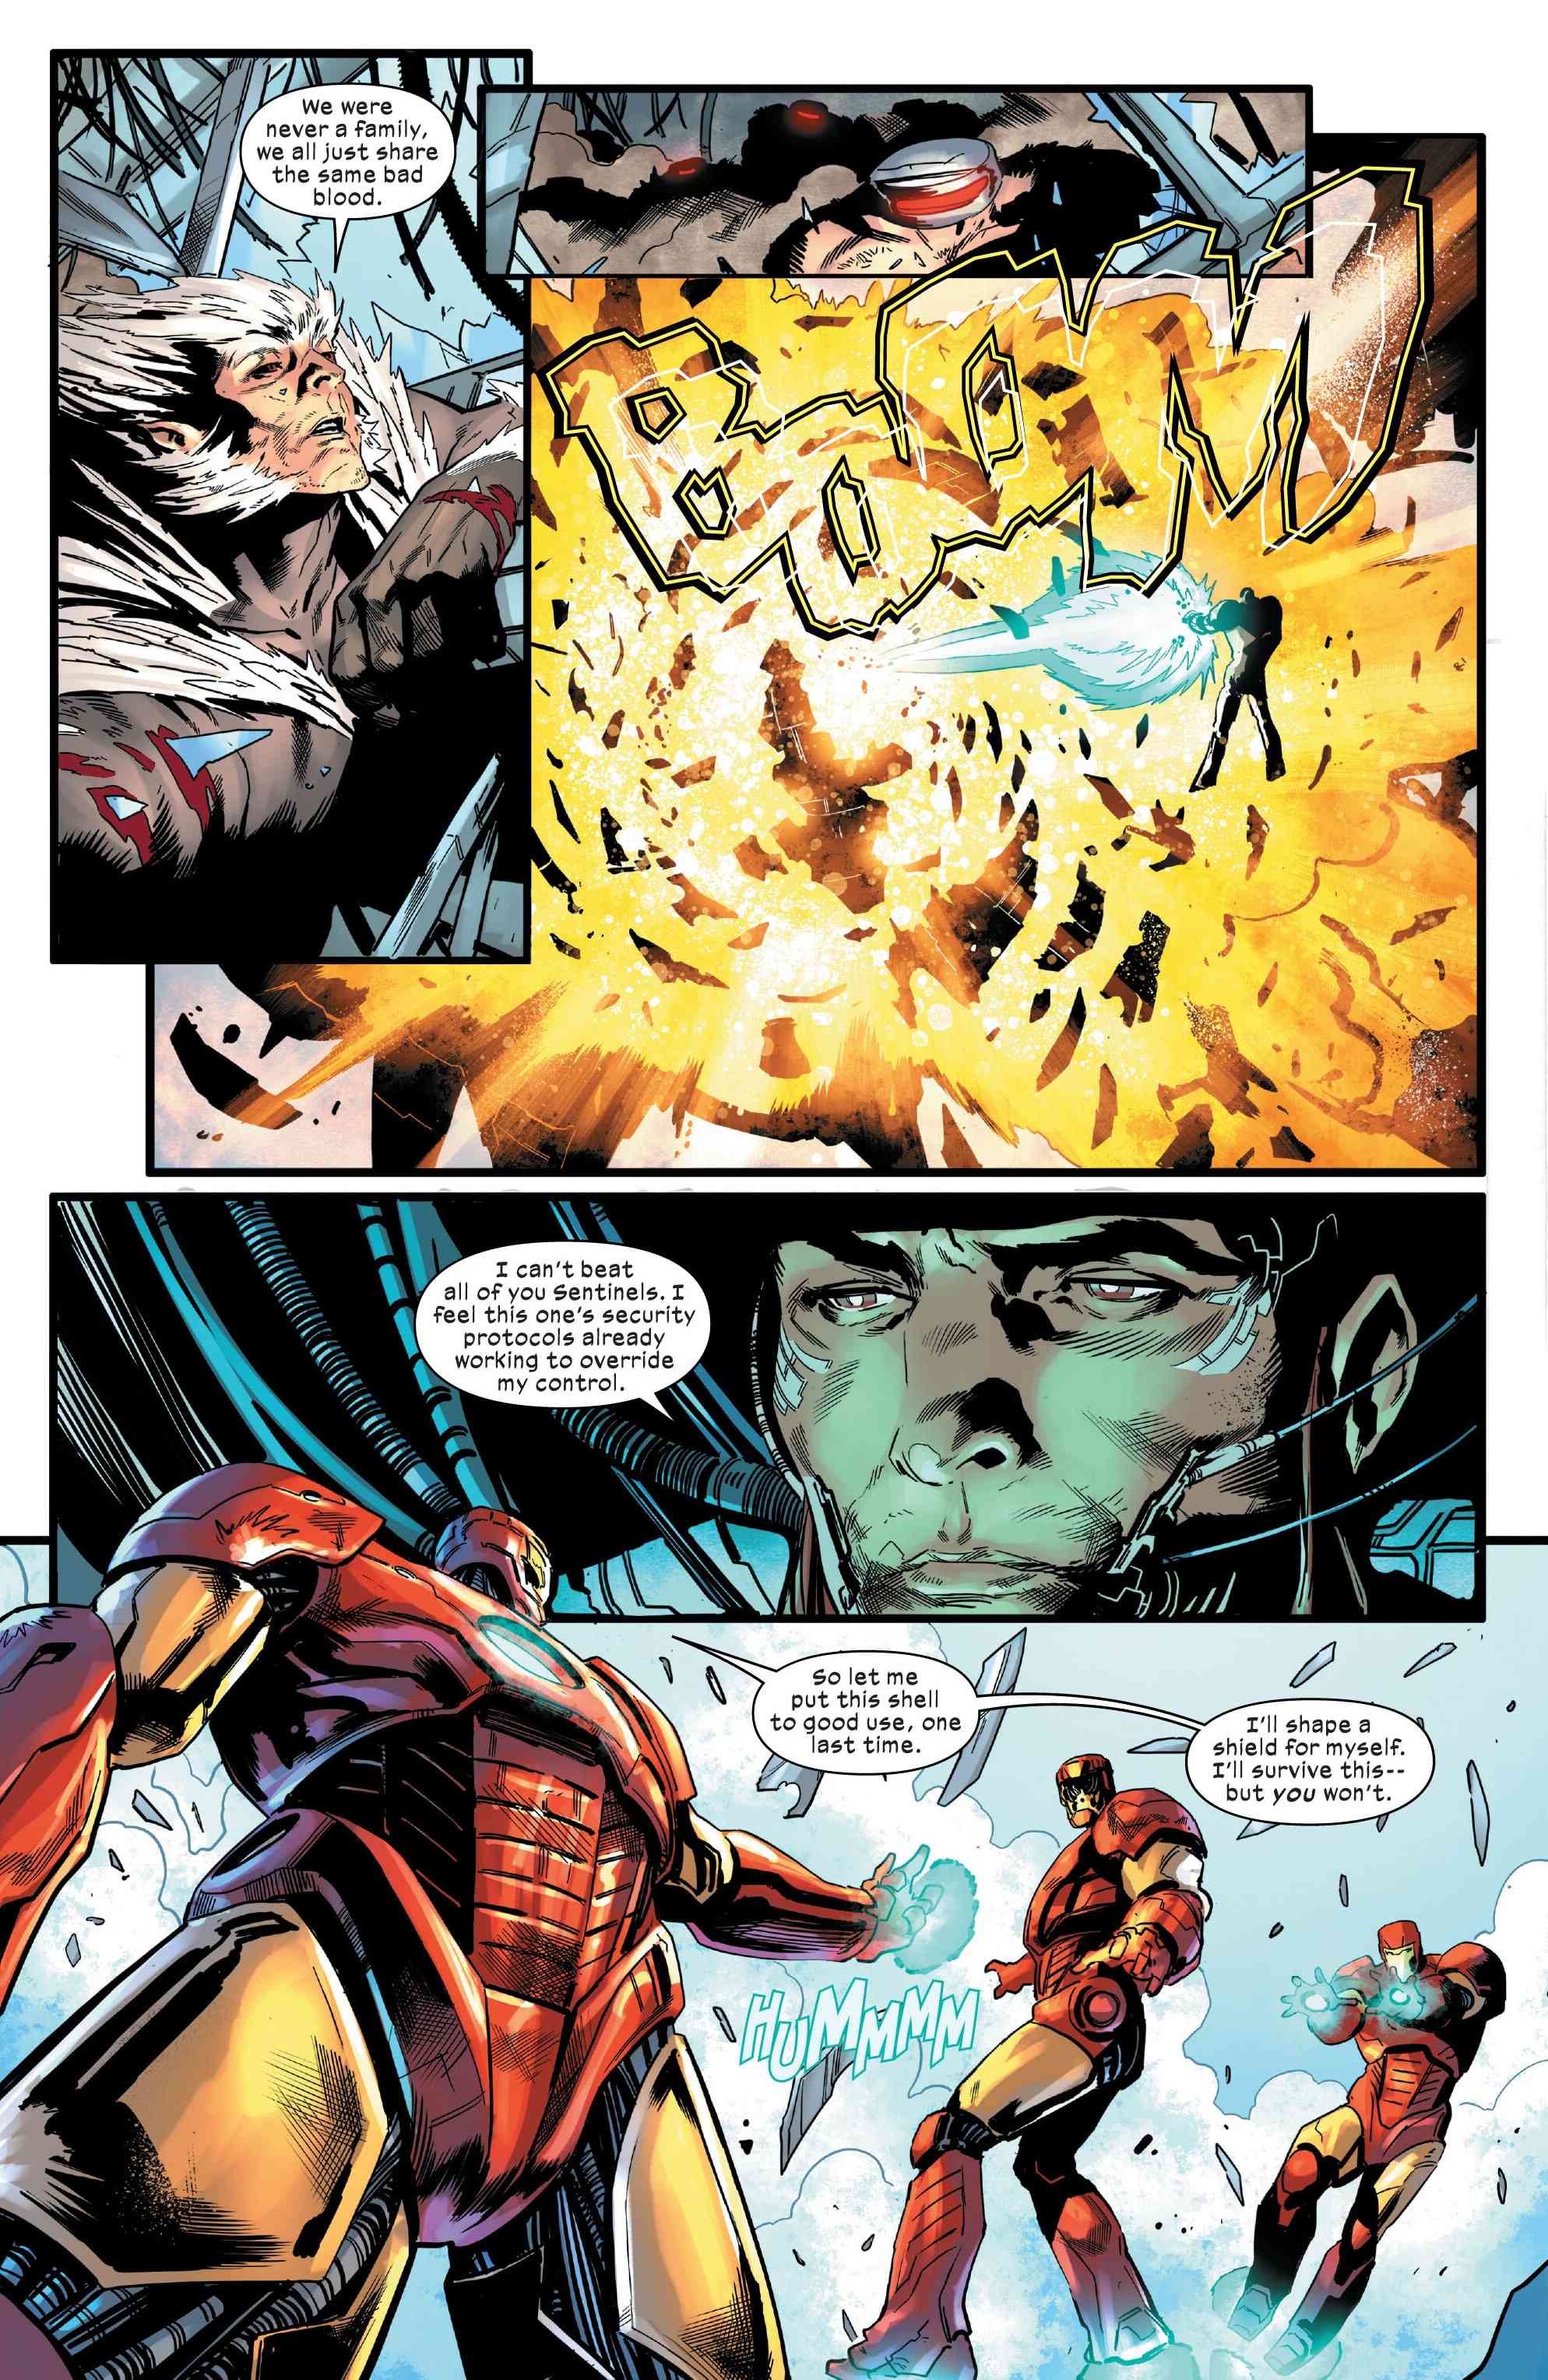 We were
never a family,
we all just share
the same bad
blood.
BOOM
I can't beat
all of you Sentinels. I
feel this one's security
protocols already
working to override
my control.
So let me
put this shell
to good use, one
last time.
I'll shape a
shield for myself.
I'll survive this--
but you won't.
HUMMMM